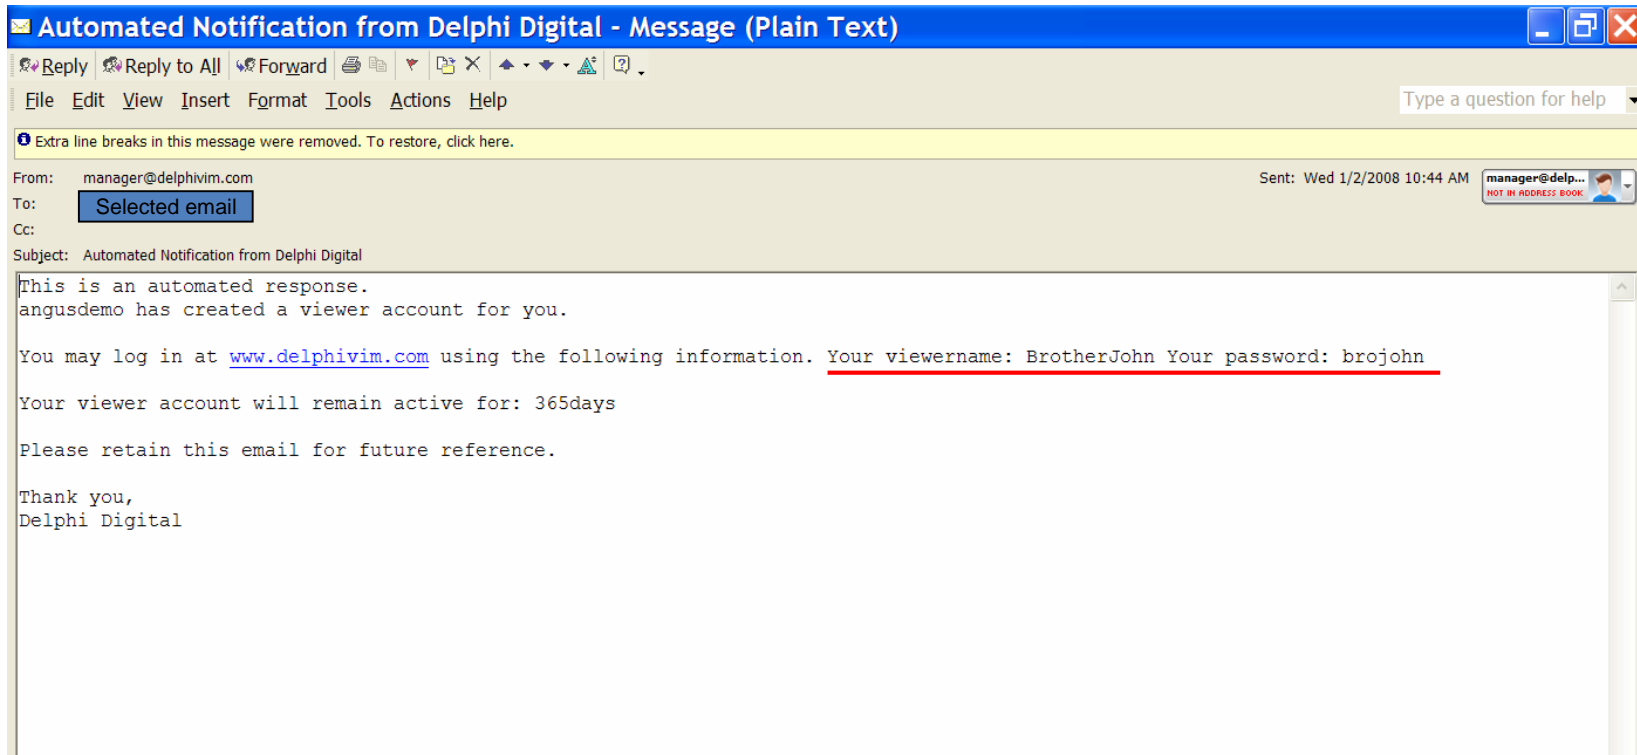 Automated Notification from Delphi Digital - Message (Plain Text)
Reply Reply to All Forward
File Edit View Insert Format Tools Actions Help Type a question for help
Extra line breaks in this message were removed. To restore, click here.
From: manager@delphivim.com Sent: Wed 1/2/2008 10:44 AM manager@delp...
NOT IN ADDRESS BOOK
To: Selected email
Cc:
Subject: Automated Notification from Delphi Digital
This is an automated response.
angusdemo has created a viewer account for you.
You may log in at www.delphivim.com using the following information. Your viewername: BrotherJohn Your password: brojohn
Your viewer account will remain active for: 365days
Please retain this email for future reference.
Thank you,
Delphi Digital